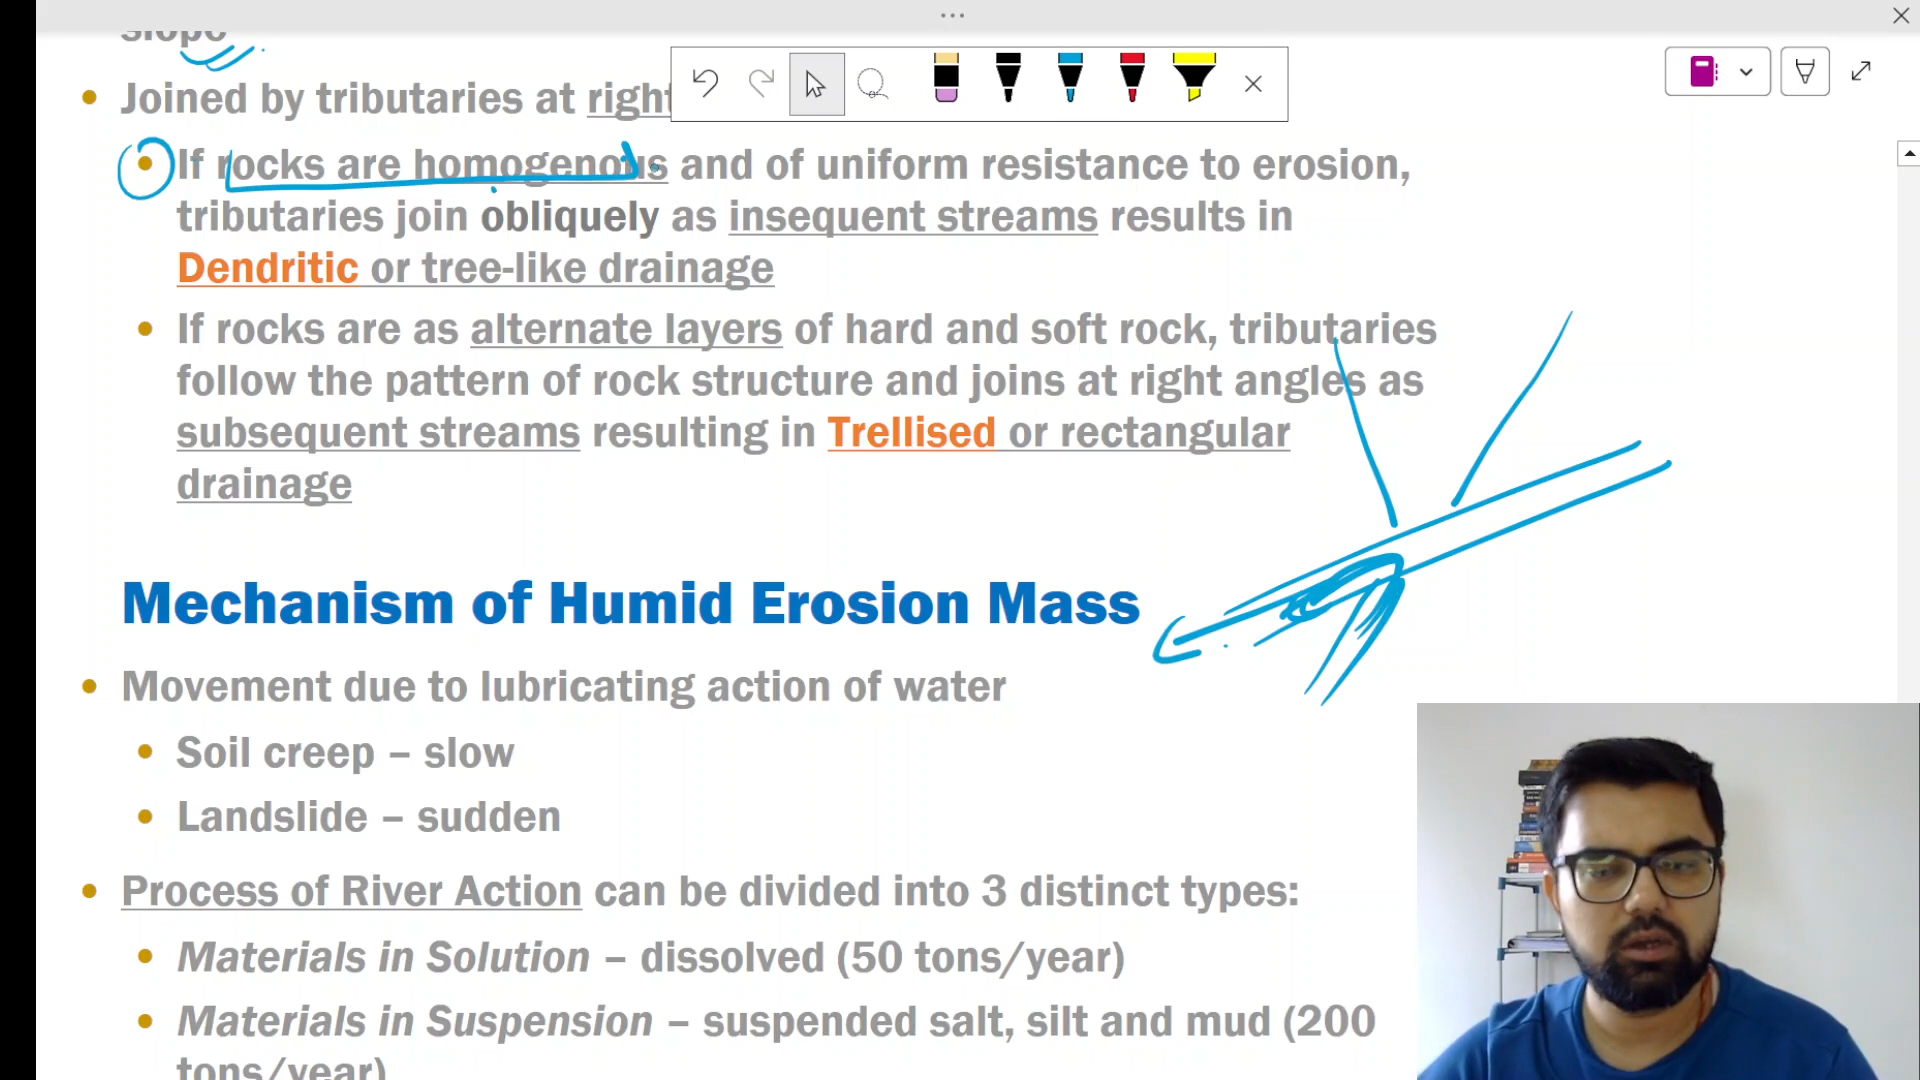 slope
Joined by tributaries at right
If rocks are homogenous and of uniform resistance to erosion,
tributaries join obliquely as insequent streams results in
Dendritic or tree-like drainage
If rocks are as alternate layers of hard and soft rock, tributaries
follow the pattern of rock structure and joins at right angles as
subsequent streams resulting in Trellised or rectangular
drainage
Mechanism of Humid Erosion Mass
Movement due to lubricating action of water
Soil creep – slow
Landslide – sudden
Process of River Action can be divided into 3 distinct types:
Materials in Solution – dissolved (50 tons/year)
Materials in Suspension – suspended salt, silt and mud (200
tons/year)